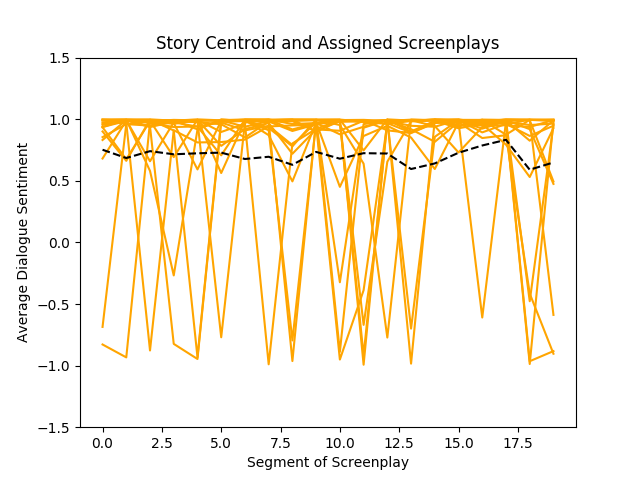 Story Centroid and Assigned Screenplays
1.5
1.0
0.5
0.0
−0.5
−1.0
−1.5
Average Dialogue Sentiment
0.0 2.5 5.0 7.5 10.0 12.5 15.0 17.5
Segment of Screenplay